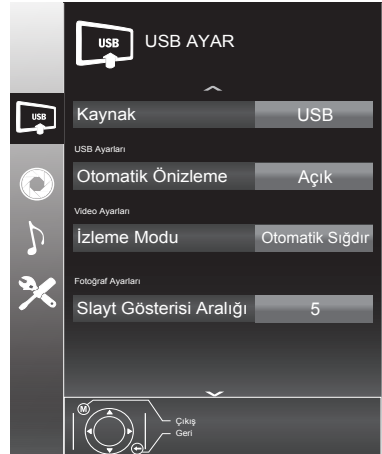 USB
USB AYAR
USB
Kaynak
USB
USB Ayarları
Otomatik Önizleme
Açık
Video Ayarları
İzleme Modu
Otomatik Sığdır
Fotoğraf Ayarları
Slayt Gösterisi Aralığı
5
M
Çıkış
Geri